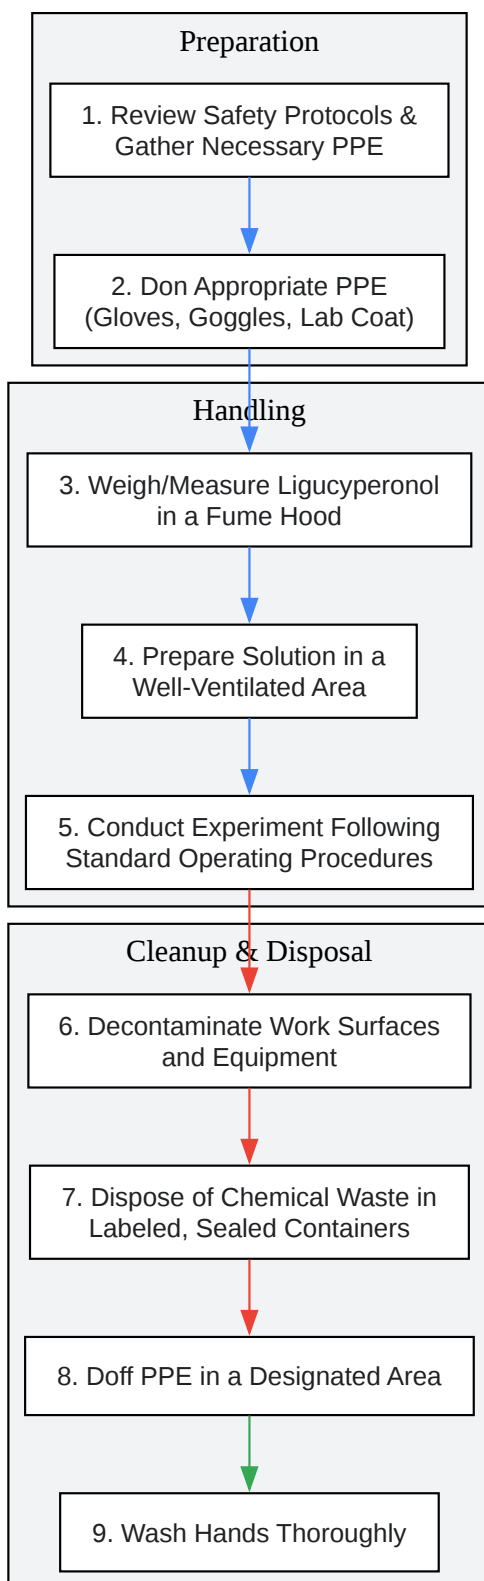 Preparation
1. Review Safety Protocols &
Gather Necessary PPE
2. Don Appropriate PPE
(Gloves, Goggles, Lab Coat)
Handling
3. Weigh/Measure Ligucyperonol
in a Fume Hood
4. Prepare Solution in a
Well-Ventilated Area
5. Conduct Experiment Following
Standard Operating Procedures
Cleanup & Disposal
6. Decontaminate Work Surfaces
and Equipment
7. Dispose of Chemical Waste in
Labeled, Sealed Containers
8. Doff PPE in a Designated Area
9. Wash Hands Thoroughly